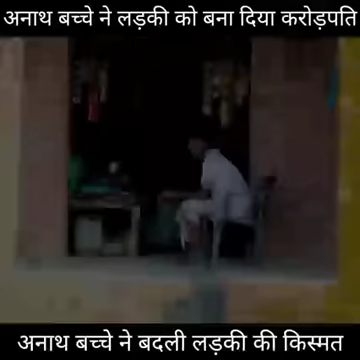 अनाथ बच्चे ने लड़की को बना दिया करोड़पति
अनाथ बच्चे ने बदली लड़की की किस्मत